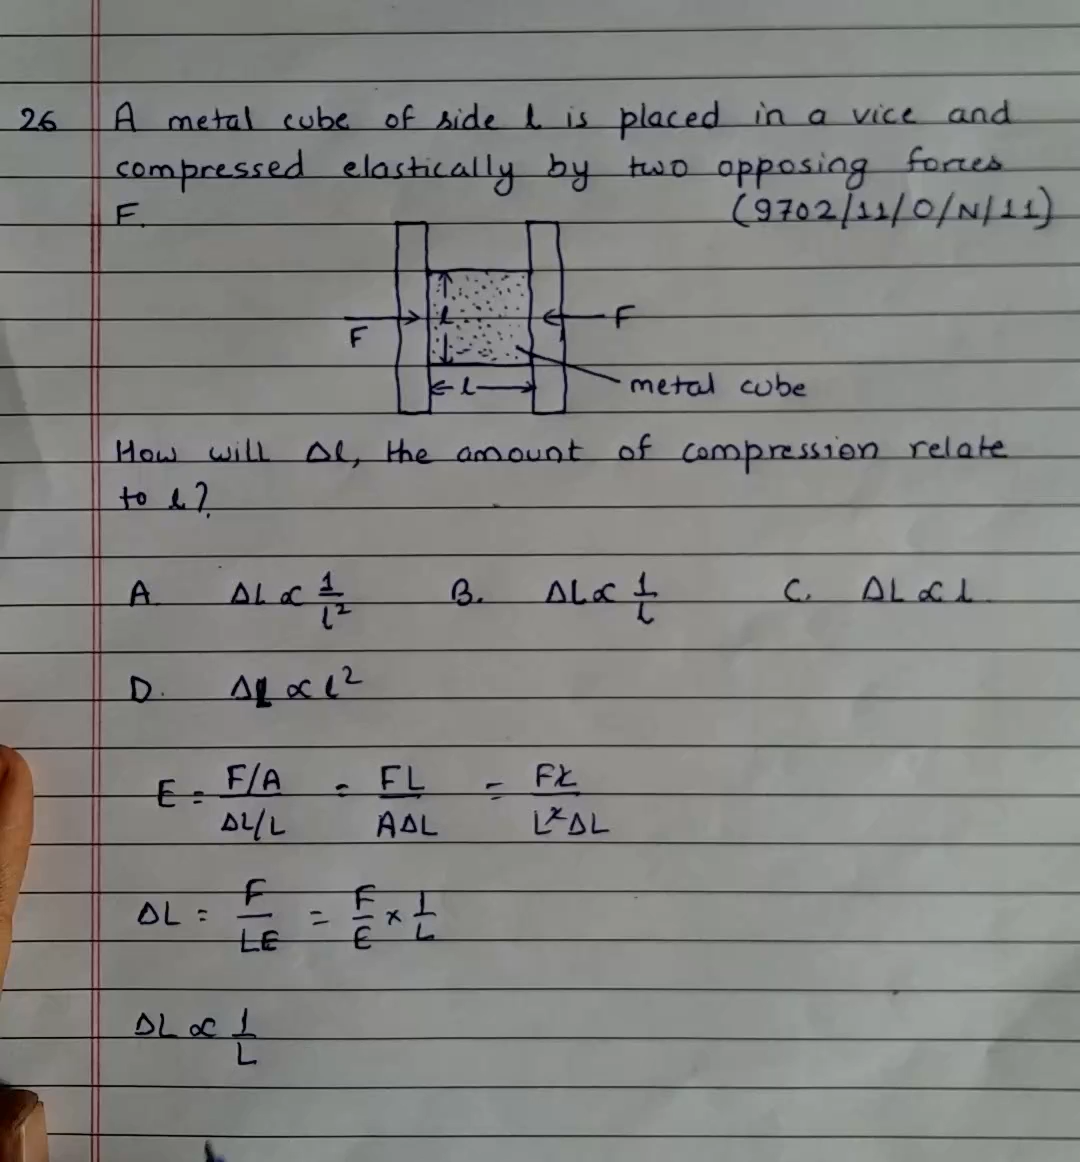 26 A metal cube of side l is placed in a vice and
compressed elastically by two opposing forces
F. (9702/11/O/N/11)
l
F F
l metal cube
How will Δl, the amount of compression relate
to l?
A. ΔL ∝ 1/l² B. ΔL ∝ 1/l C. ΔL ∝ l.
D. Δl ∝ l²
E = (F/A)/(ΔL/L) = FL/(AΔL) = FL/(L²ΔL)
ΔL = F/(LE) = F/E × 1/L
ΔL ∝ 1/L